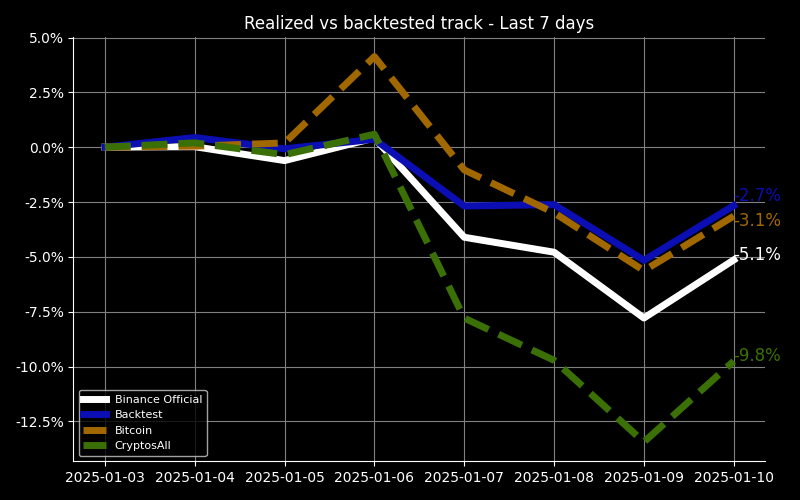 Realized vs backtested track - Last 7 days
5.0%
2.5%
0.0%
-2.5%
-5.0%
-7.5%
-10.0%
-12.5%
-2.7%
-3.1%
-5.1%
-9.8%
Binance Official
Backtest
Bitcoin
CryptosAll
2025-01-03 2025-01-04 2025-01-05 2025-01-06 2025-01-07 2025-01-08 2025-01-09 2025-01-10